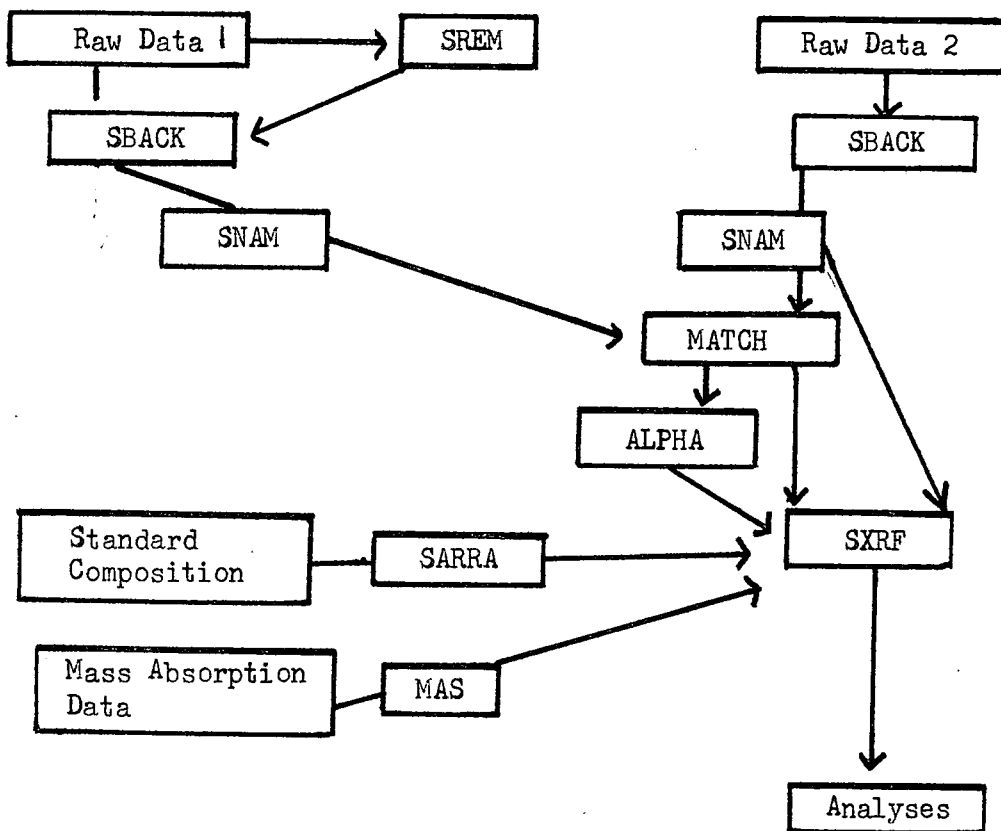 Raw Data 1
SREM
Raw Data 2
SBACK
SBACK
SNAM
SNAM
MATCH
ALPHA
Standard
Composition
SARRA
SXRF
Mass Absorption
Data
MAS
Analyses